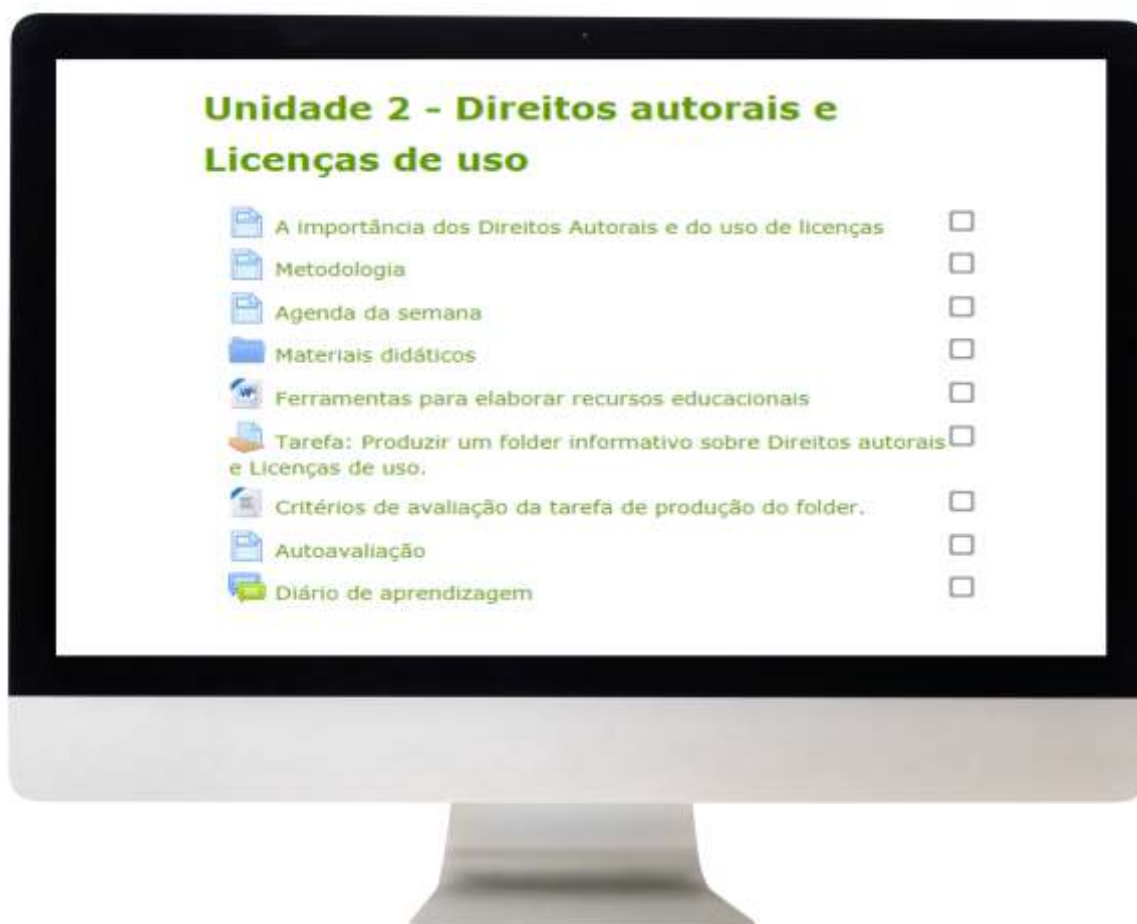 Unidade 2 - Direitos autorais e
Licenças de uso
A importância dos Direitos Autorais e do uso de licenças
Metodologia
Agenda da semana
Materiais didáticos
Ferramentas para elaborar recursos educacionais
Tarefa: Produzir um folder informativo sobre Direitos autorais
e Licenças de uso.
Critérios de avaliação da tarefa de produção do folder.
Autoavaliação
Diário de aprendizagem